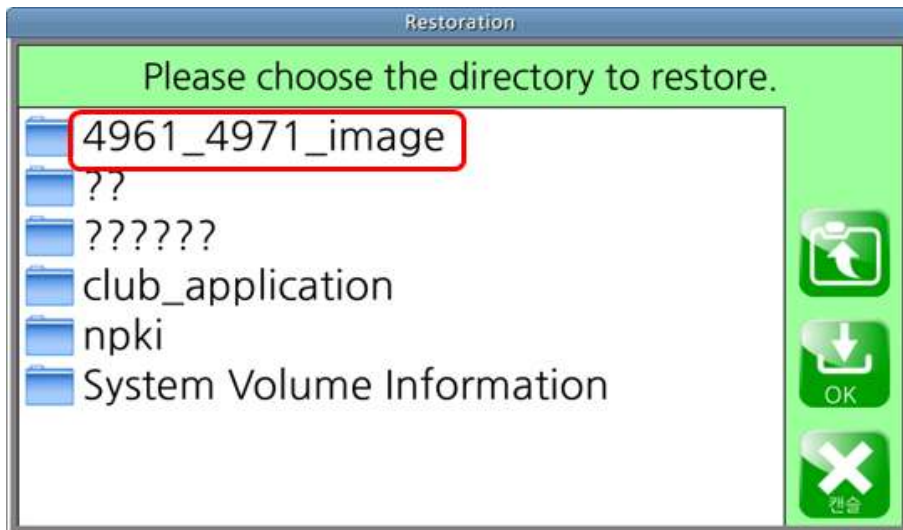 Restoration
Please choose the directory to restore.
4961_4971_image
??
??????
club_application
npki
System Volume Information
OK
캔슬